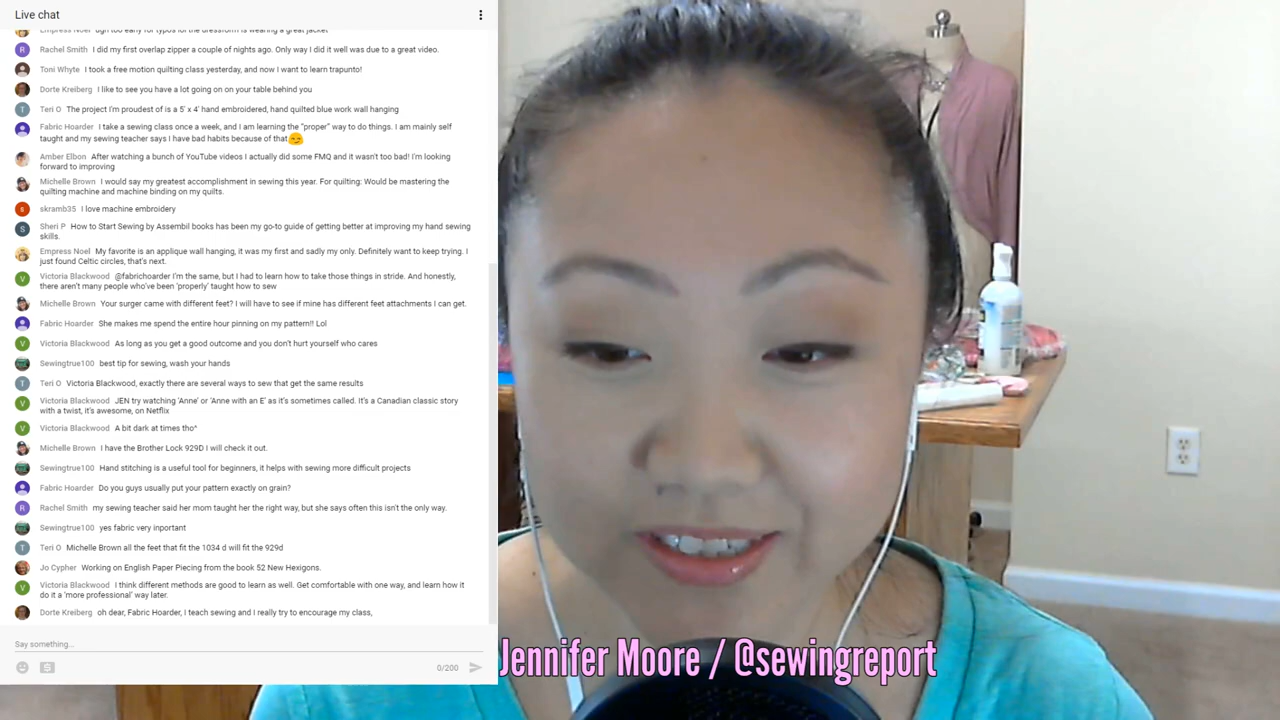 Live chat
Empress Noel ugh too early for typos lol the dressform is wearing a great jacket
R Rachel Smith I did my first overlap zipper a couple of nights ago. Only way I did it well was due to a great video.
Toni Whyte I took a free motion quilting class yesterday, and now I want to learn trapunto!
Dorte Kreiberg I like to see you have a lot going on on your table behind you
T Teri O The project I'm proudest of is a 5' x 4' hand embroidered, hand quilted blue work wall hanging
Fabric Hoarder I take a sewing class once a week, and I am learning the "proper" way to do things. I am mainly self
taught and my sewing teacher says I have bad habits because of that
Amber Elbon After watching a bunch of YouTube videos I actually did some FMQ and it wasn't too bad! i'm looking
forward to improving
Michelle Brown I would say my greatest accomplishment in sewing this year. For quilting: Would be mastering the
quilting machine and machine binding on my quilts.
s skramb35 I love machine embroidery
S Sheri P How to Start Sewing by Assembil books has been my go-to guide of getting better at improving my hand sewing
skills.
Empress Noel My favorite is an applique wall hanging, it was my first and sadly my only. Definitely want to keep trying. I
just found Celtic circles, that's next.
V Victoria Blackwood @fabrichoarder I'm the same, but I had to learn how to take those things in stride. And honestly,
there aren't many people who've been 'properly' taught how to sew
Michelle Brown Your surger came with different feet? I will have to see if mine has different feet attachments I can get.
Fabric Hoarder She makes me spend the entire hour pinning on my pattern!! Lol
V Victoria Blackwood As long as you get a good outcome and you don't hurt yourself who cares
Sewingtrue100 best tip for sewing, wash your hands
T Teri O Victoria Blackwood, exactly there are several ways to sew that get the same results
V Victoria Blackwood JEN try watching 'Anne' or 'Anne with an E' as it's sometimes called. It's a Canadian classic story
with a twist, it's awesome, on Netflix
V Victoria Blackwood A bit dark at times tho^
Michelle Brown I have the Brother Lock 929D I will check it out.
Sewingtrue100 Hand stitching is a useful tool for beginners, it helps with sewing more difficult projects
Fabric Hoarder Do you guys usually put your pattern exactly on grain?
R Rachel Smith my sewing teacher said her mom taught her the right way, but she says often this isn't the only way.
Sewingtrue100 yes fabric very inportant
T Teri O Michelle Brown all the feet that fit the 1034 d will fit the 929d
Jo Cypher Working on English Paper Piecing from the book 52 New Hexigons.
V Victoria Blackwood I think different methods are good to learn as well. Get comfortable with one way, and learn how it
do it a 'more professional' way later.
Dorte Kreiberg oh dear, Fabric Hoarder, I teach sewing and I really try to encourage my class,
Say something...
0/200
Jennifer Moore / @sewingreport